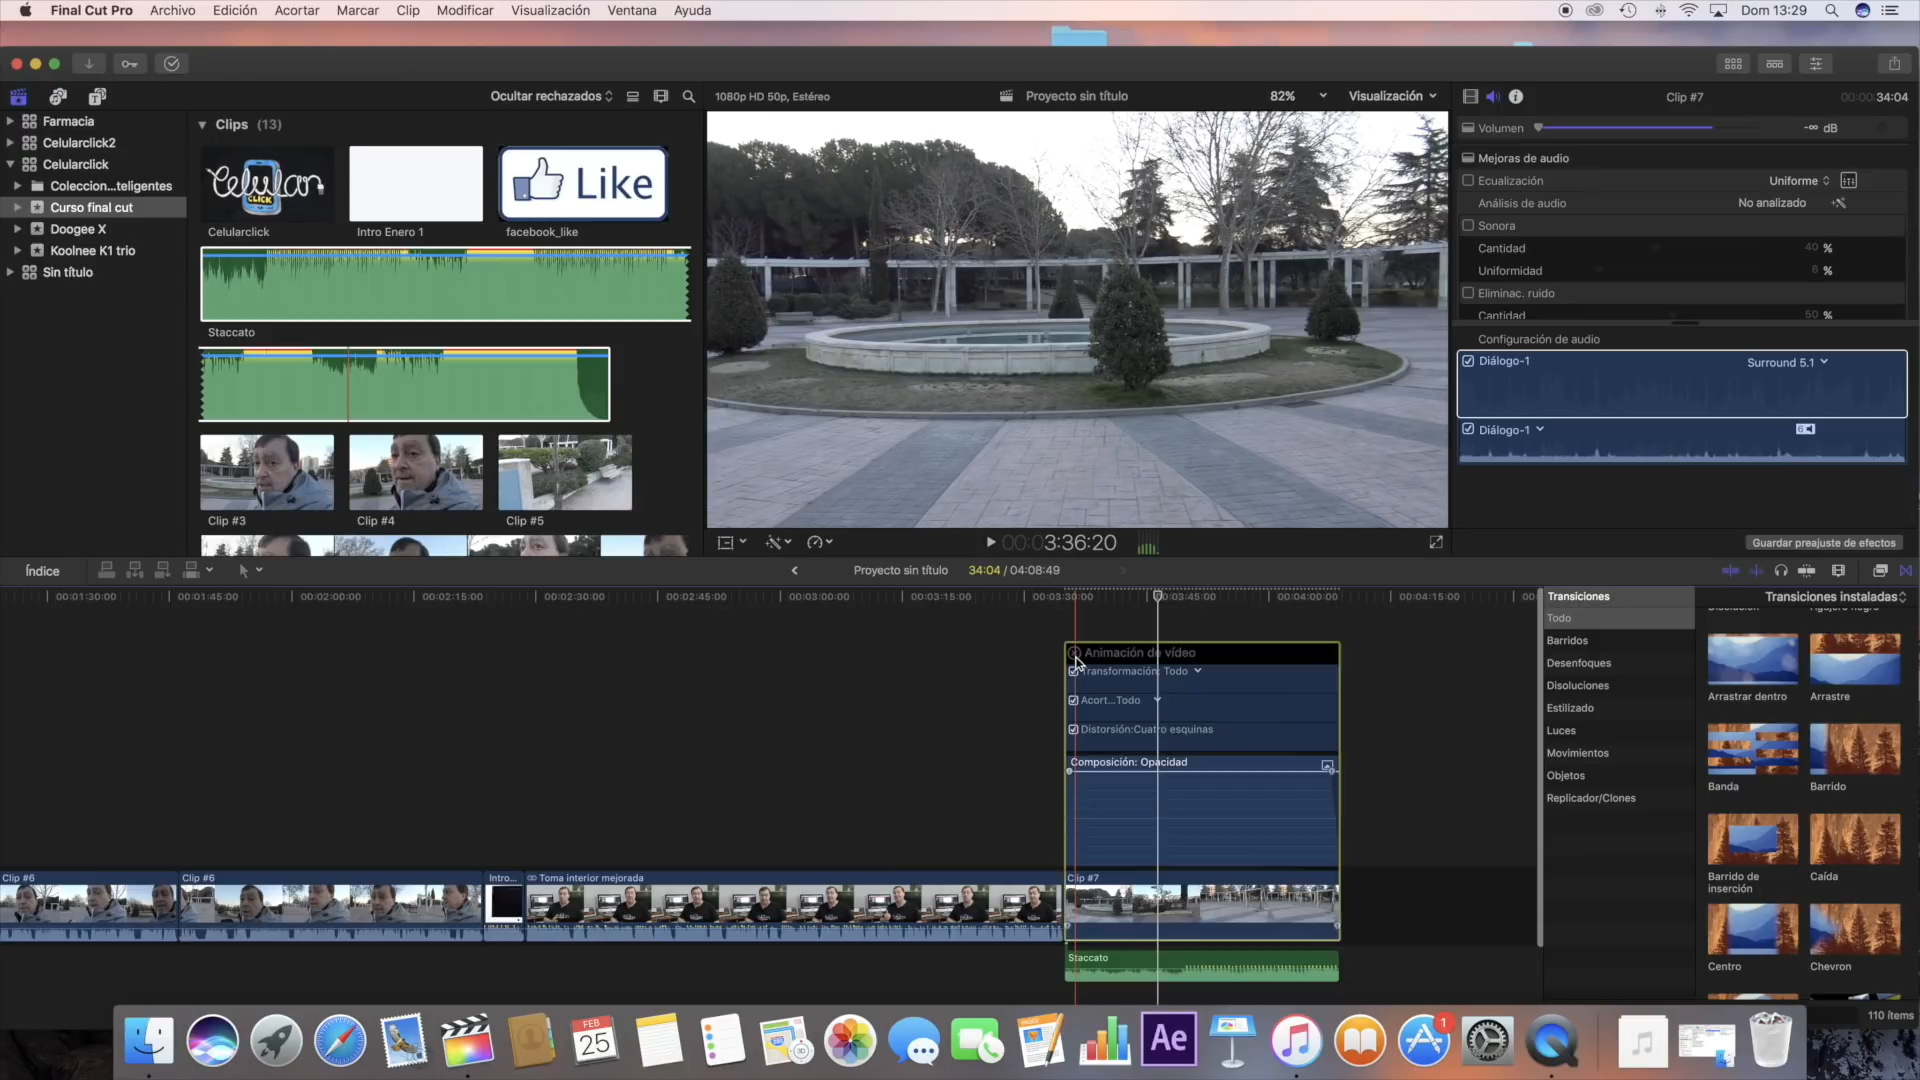 Final Cut Pro Archivo Edición Acortar Marcar Clip Modificar Visualización Ventana Ayuda
Dom 13:29
Ocultar rechazados
1080p HD 50p, Estéreo
Proyecto sin título
82%
Visualización
Clip #7
00:00:34:04
Farmacia
Celularclick2
Celularclick
Coleccion...teligentes
Curso final cut
Doogee X
Koolnee K1 trio
Sin título
Clips (13)
Celular
CLICK
Like
Celularclick
Intro Enero 1
facebook_like
Staccato
Clip #3
Clip #4
Clip #5
Volumen
-∞ dB
Mejoras de audio
Ecualización
Uniforme
Análisis de audio
No analizado
Sonora
Cantidad
40 %
Uniformidad
6 %
Eliminac. ruido
Cantidad
50 %
Configuración de audio
Diálogo-1
Surround 5.1
Diálogo-1
6
Guardar preajuste de efectos
00:03:36:20
Índice
Proyecto sin título
34:04 / 04:08:49
00:01:30:00
00:01:45:00
00:02:00:00
00:02:15:00
00:02:30:00
00:02:45:00
00:03:00:00
00:03:15:00
00:03:30:00
00:03:45:00
00:04:00:00
00:04:15:00
00
Animación de vídeo
Transformación: Todo
Acort...Todo
Distorsión:Cuatro esquinas
Composición: Opacidad
Clip #6
Clip #6
Intro...
Toma interior mejorada
Clip #7
Staccato
Transiciones
Todo
Barridos
Desenfoques
Disoluciones
Estilizado
Luces
Movimientos
Objetos
Replicador/Clones
Transiciones instaladas
Arrastrar dentro
Arrastre
Banda
Barrido
Barrido de
inserción
Caída
Centro
Chevron
110 ítems
FEB
25
Ae
1